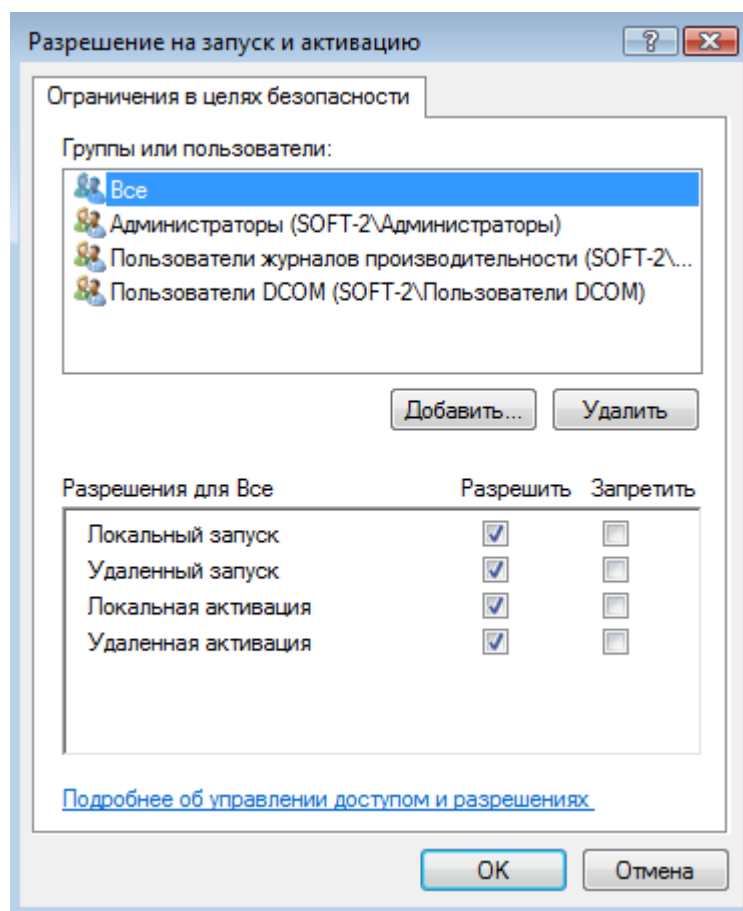 Разрешение на запуск и активацию
Ограничения в целях безопасности
Группы или пользователи:
Все
Администраторы (SOFT-2\Администраторы)
Пользователи журналов производительности (SOFT-2\...
Пользователи DCOM (SOFT-2\Пользователи DCOM)
Добавить... Удалить
Разрешения для Все Разрешить Запретить
Локальный запуск
Удаленный запуск
Локальная активация
Удаленная активация
Подробнее об управлении доступом и разрешениях
OK Отмена